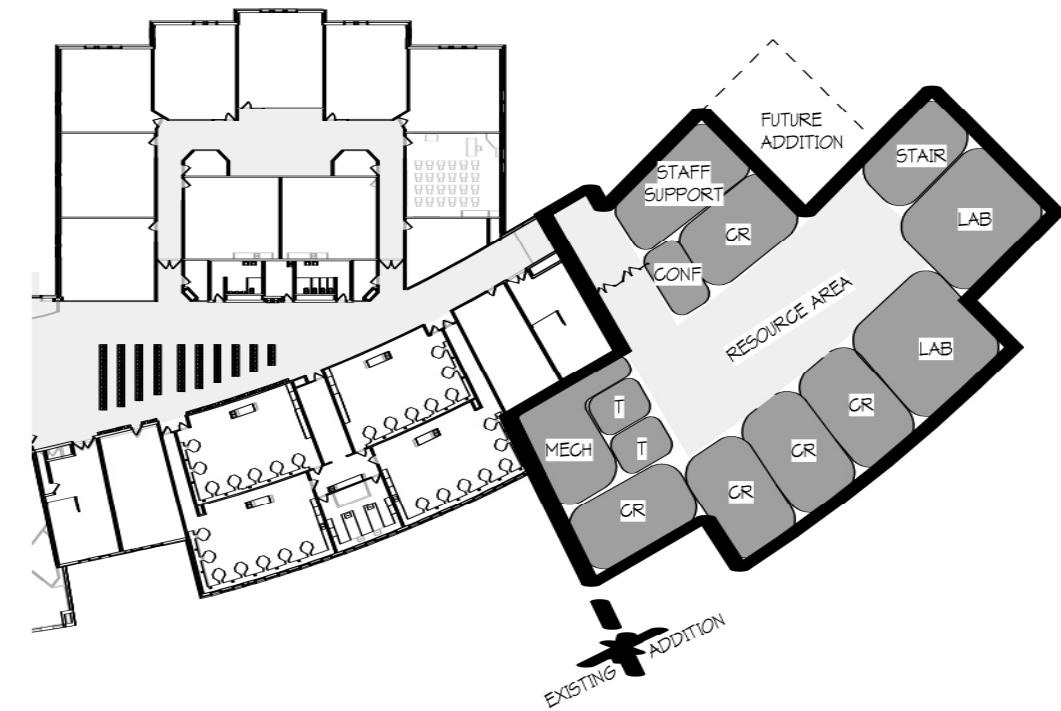 FUTURE
ADDITION
STAIR
STAFF
SUPPORT
LAB
CR
CONF
RESOURCE AREA
LAB
T
CR
MECH
T
CR
CR
CR
EXISTING
ADDITION